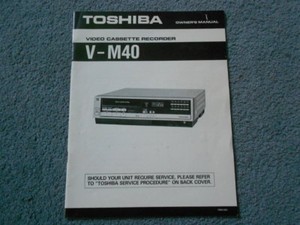 TOSHIBA
OWNER'S MANUAL
VIDEO CASSETTE RECORDER
V-M40
SHOULD YOUR UNIT REQUIRE SERVICE, PLEASE REFER
TO "TOSHIBA SERVICE PROCEDURE" ON BACK COVER.